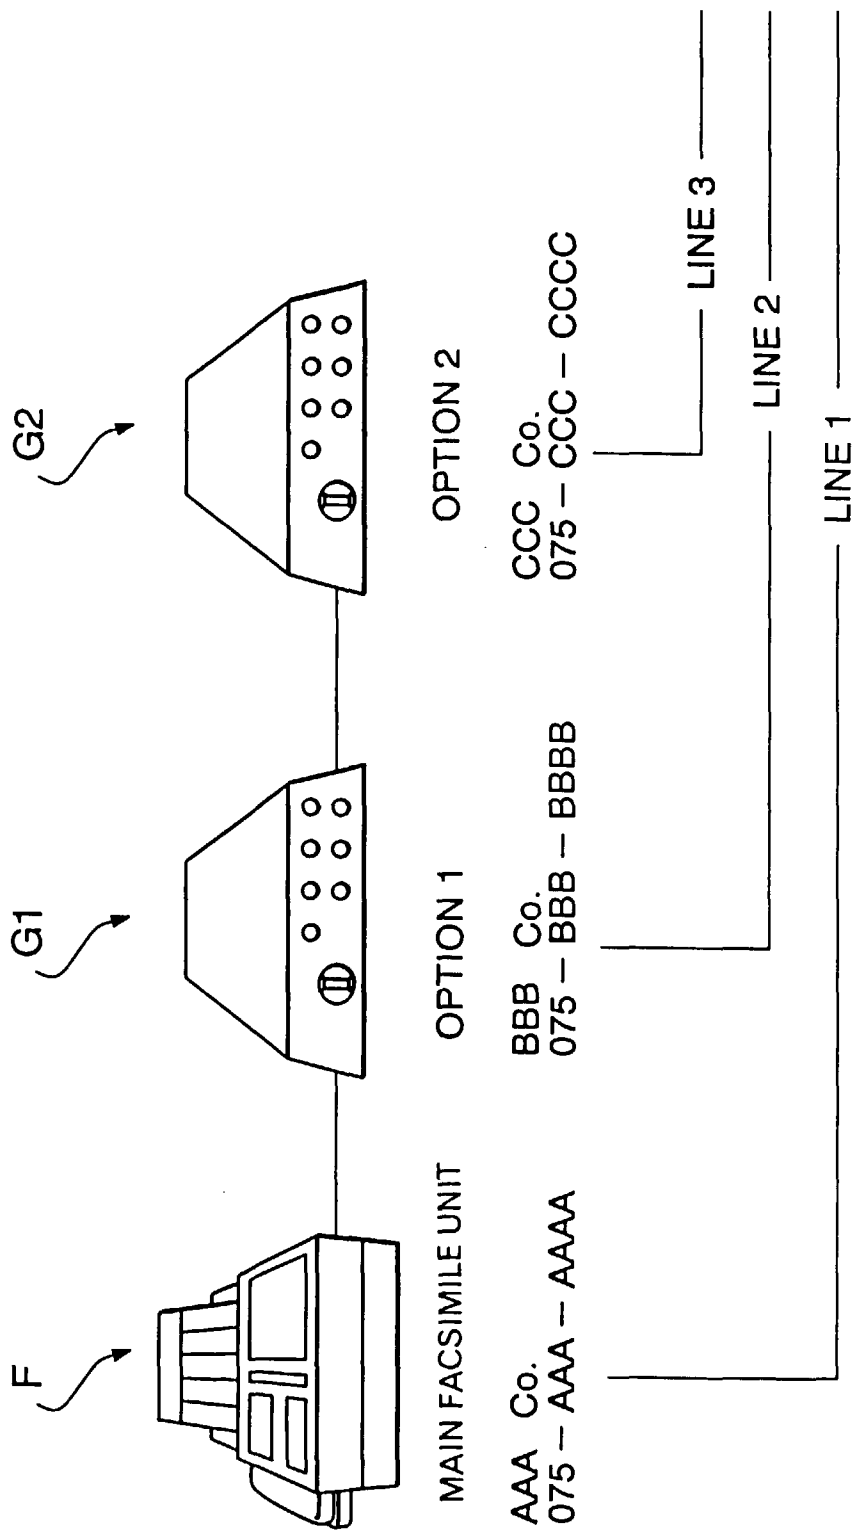 F
G1
G2
MAIN FACSIMILE UNIT
OPTION 1
OPTION 2
AAA Co.
075 – AAA – AAAA
BBB Co.
075 – BBB – BBBB
CCC Co.
075 – CCC – CCCC
LINE 3
LINE 2
LINE 1